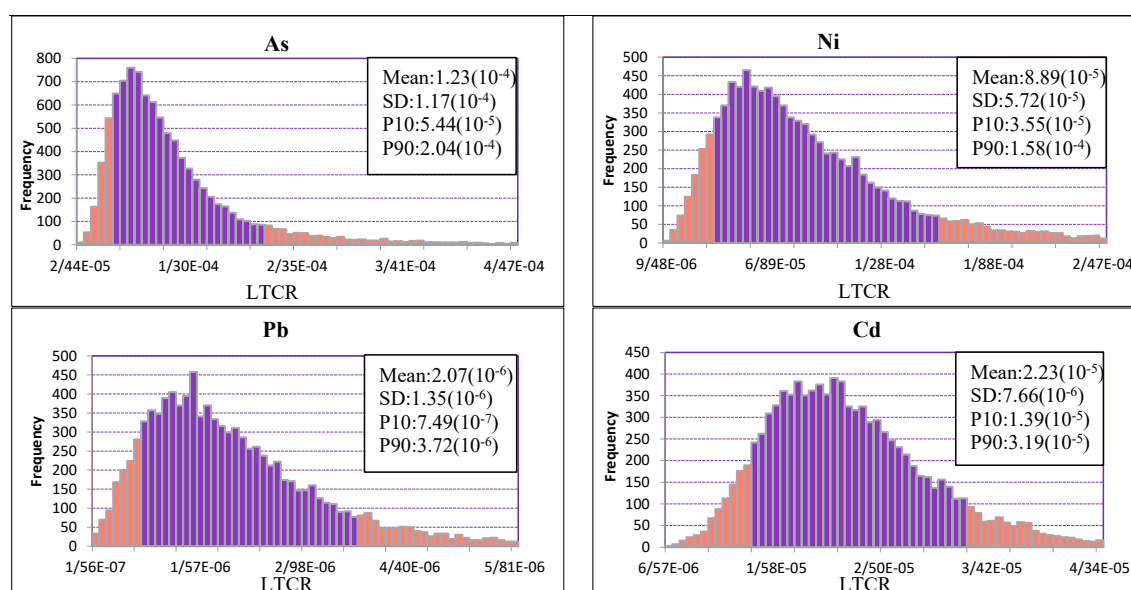 As
800
700
600
500
400
300
200
100
0
Frequency
Mean:1.23(10⁻⁴)
SD:1.17(10⁻⁴)
P10:5.44(10⁻⁵)
P90:2.04(10⁻⁴)
2/44E-05 1/30E-04 2/35E-04 3/41E-04 4/47E-04
LTCR
Ni
500
450
400
350
300
250
200
150
100
50
0
Frequency
Mean:8.89(10⁻⁵)
SD:5.72(10⁻⁵)
P10:3.55(10⁻⁵)
P90:1.58(10⁻⁴)
9/48E-06 6/89E-05 1/28E-04 1/88E-04 2/47E-04
LTCR
Pb
500
450
400
350
300
250
200
150
100
50
0
Frequency
Mean:2.07(10⁻⁶)
SD:1.35(10⁻⁶)
P10:7.49(10⁻⁷)
P90:3.72(10⁻⁶)
1/56E-07 1/57E-06 2/98E-06 4/40E-06 5/81E-06
LTCR
Cd
450
400
350
300
250
200
150
100
50
0
Frequency
Mean:2.23(10⁻⁵)
SD:7.66(10⁻⁶)
P10:1.39(10⁻⁵)
P90:3.19(10⁻⁵)
6/57E-06 1/58E-05 2/50E-05 3/42E-05 4/34E-05
LTCR